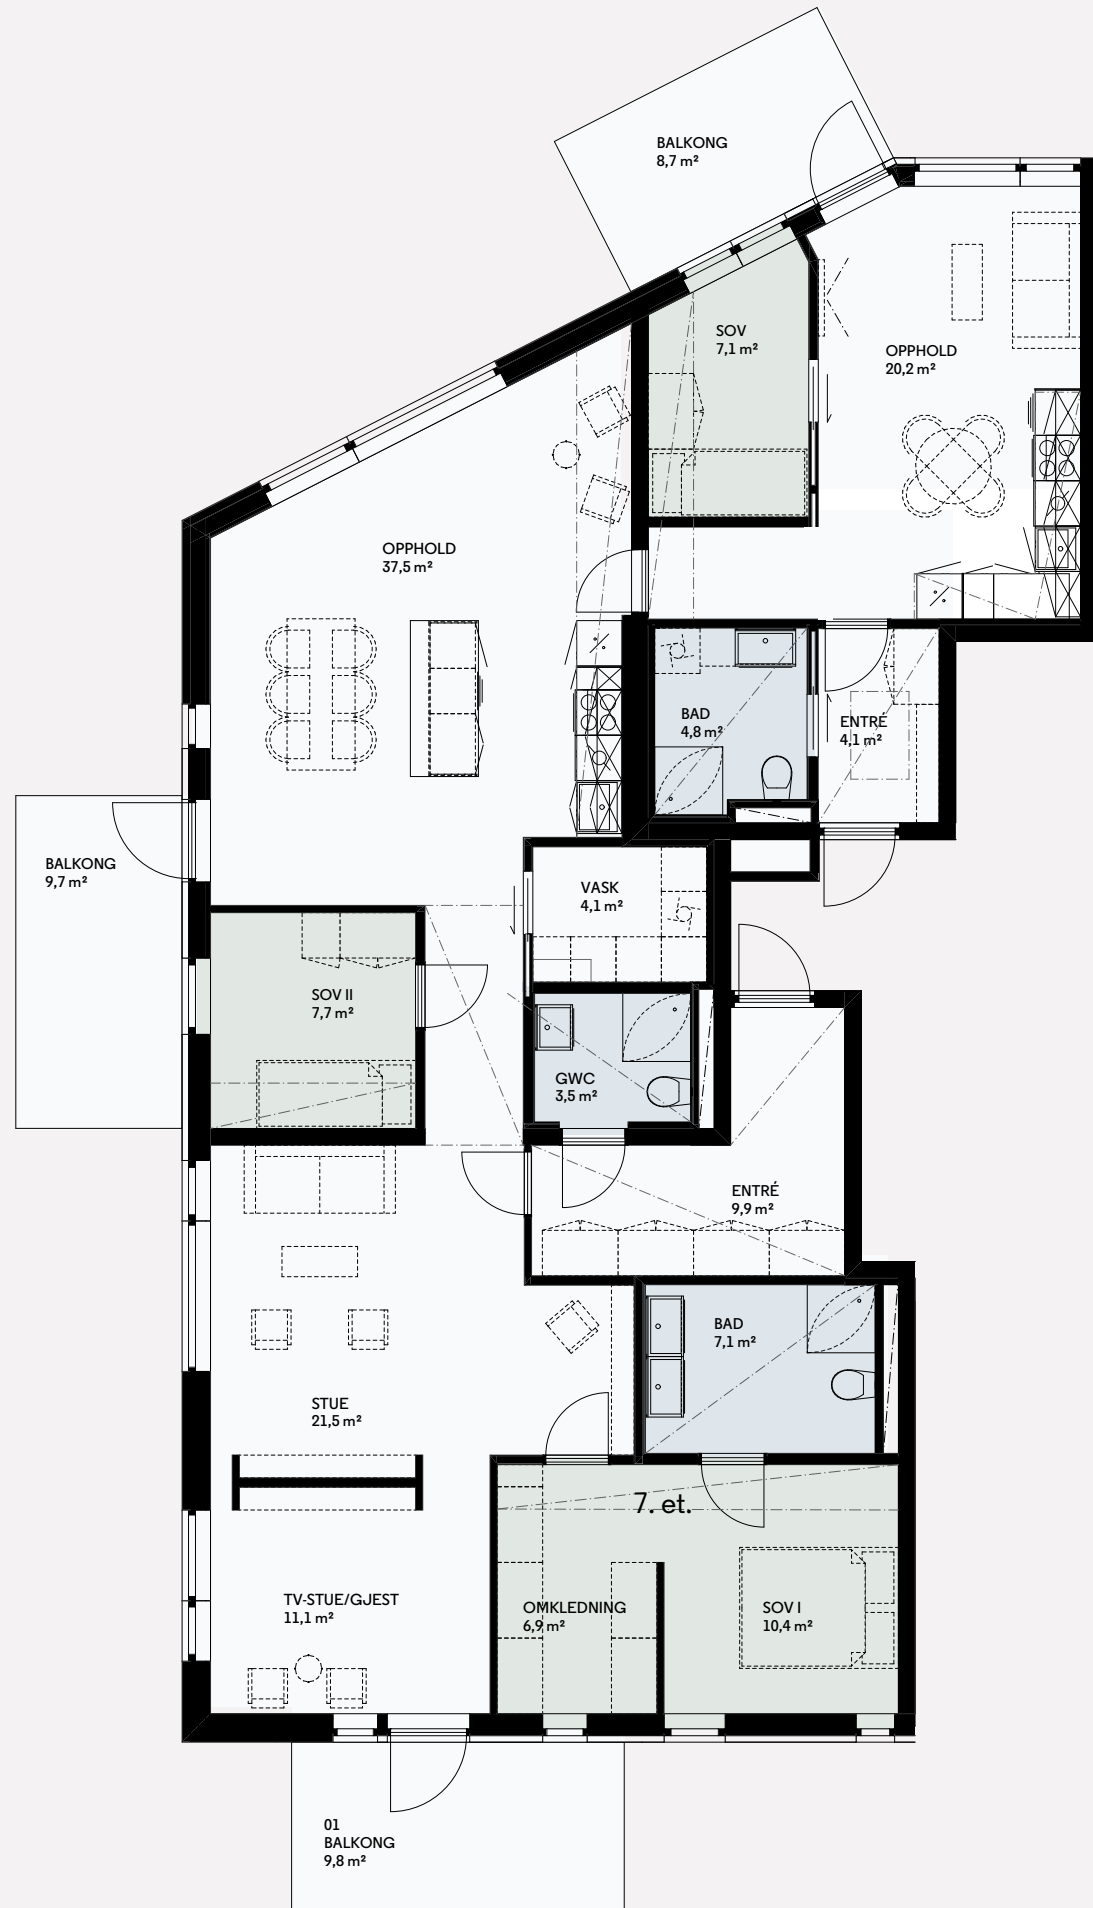 BALKONG
8,7 m²
SOV
7,1 m²
OPPHOLD
20,2 m²
OPPHOLD
37,5 m²
BAD
4,8 m²
ENTRÉ
4,1 m²
BALKONG
9,7 m²
VASK
4,1 m²
SOV II
7,7 m²
GWC
3,5 m²
ENTRÉ
9,9 m²
BAD
7,1 m²
STUE
21,5 m²
7. et.
TV-STUE/GJEST
11,1 m²
OMKLEDNING
6,9 m²
SOV I
10,4 m²
01
BALKONG
9,8 m²